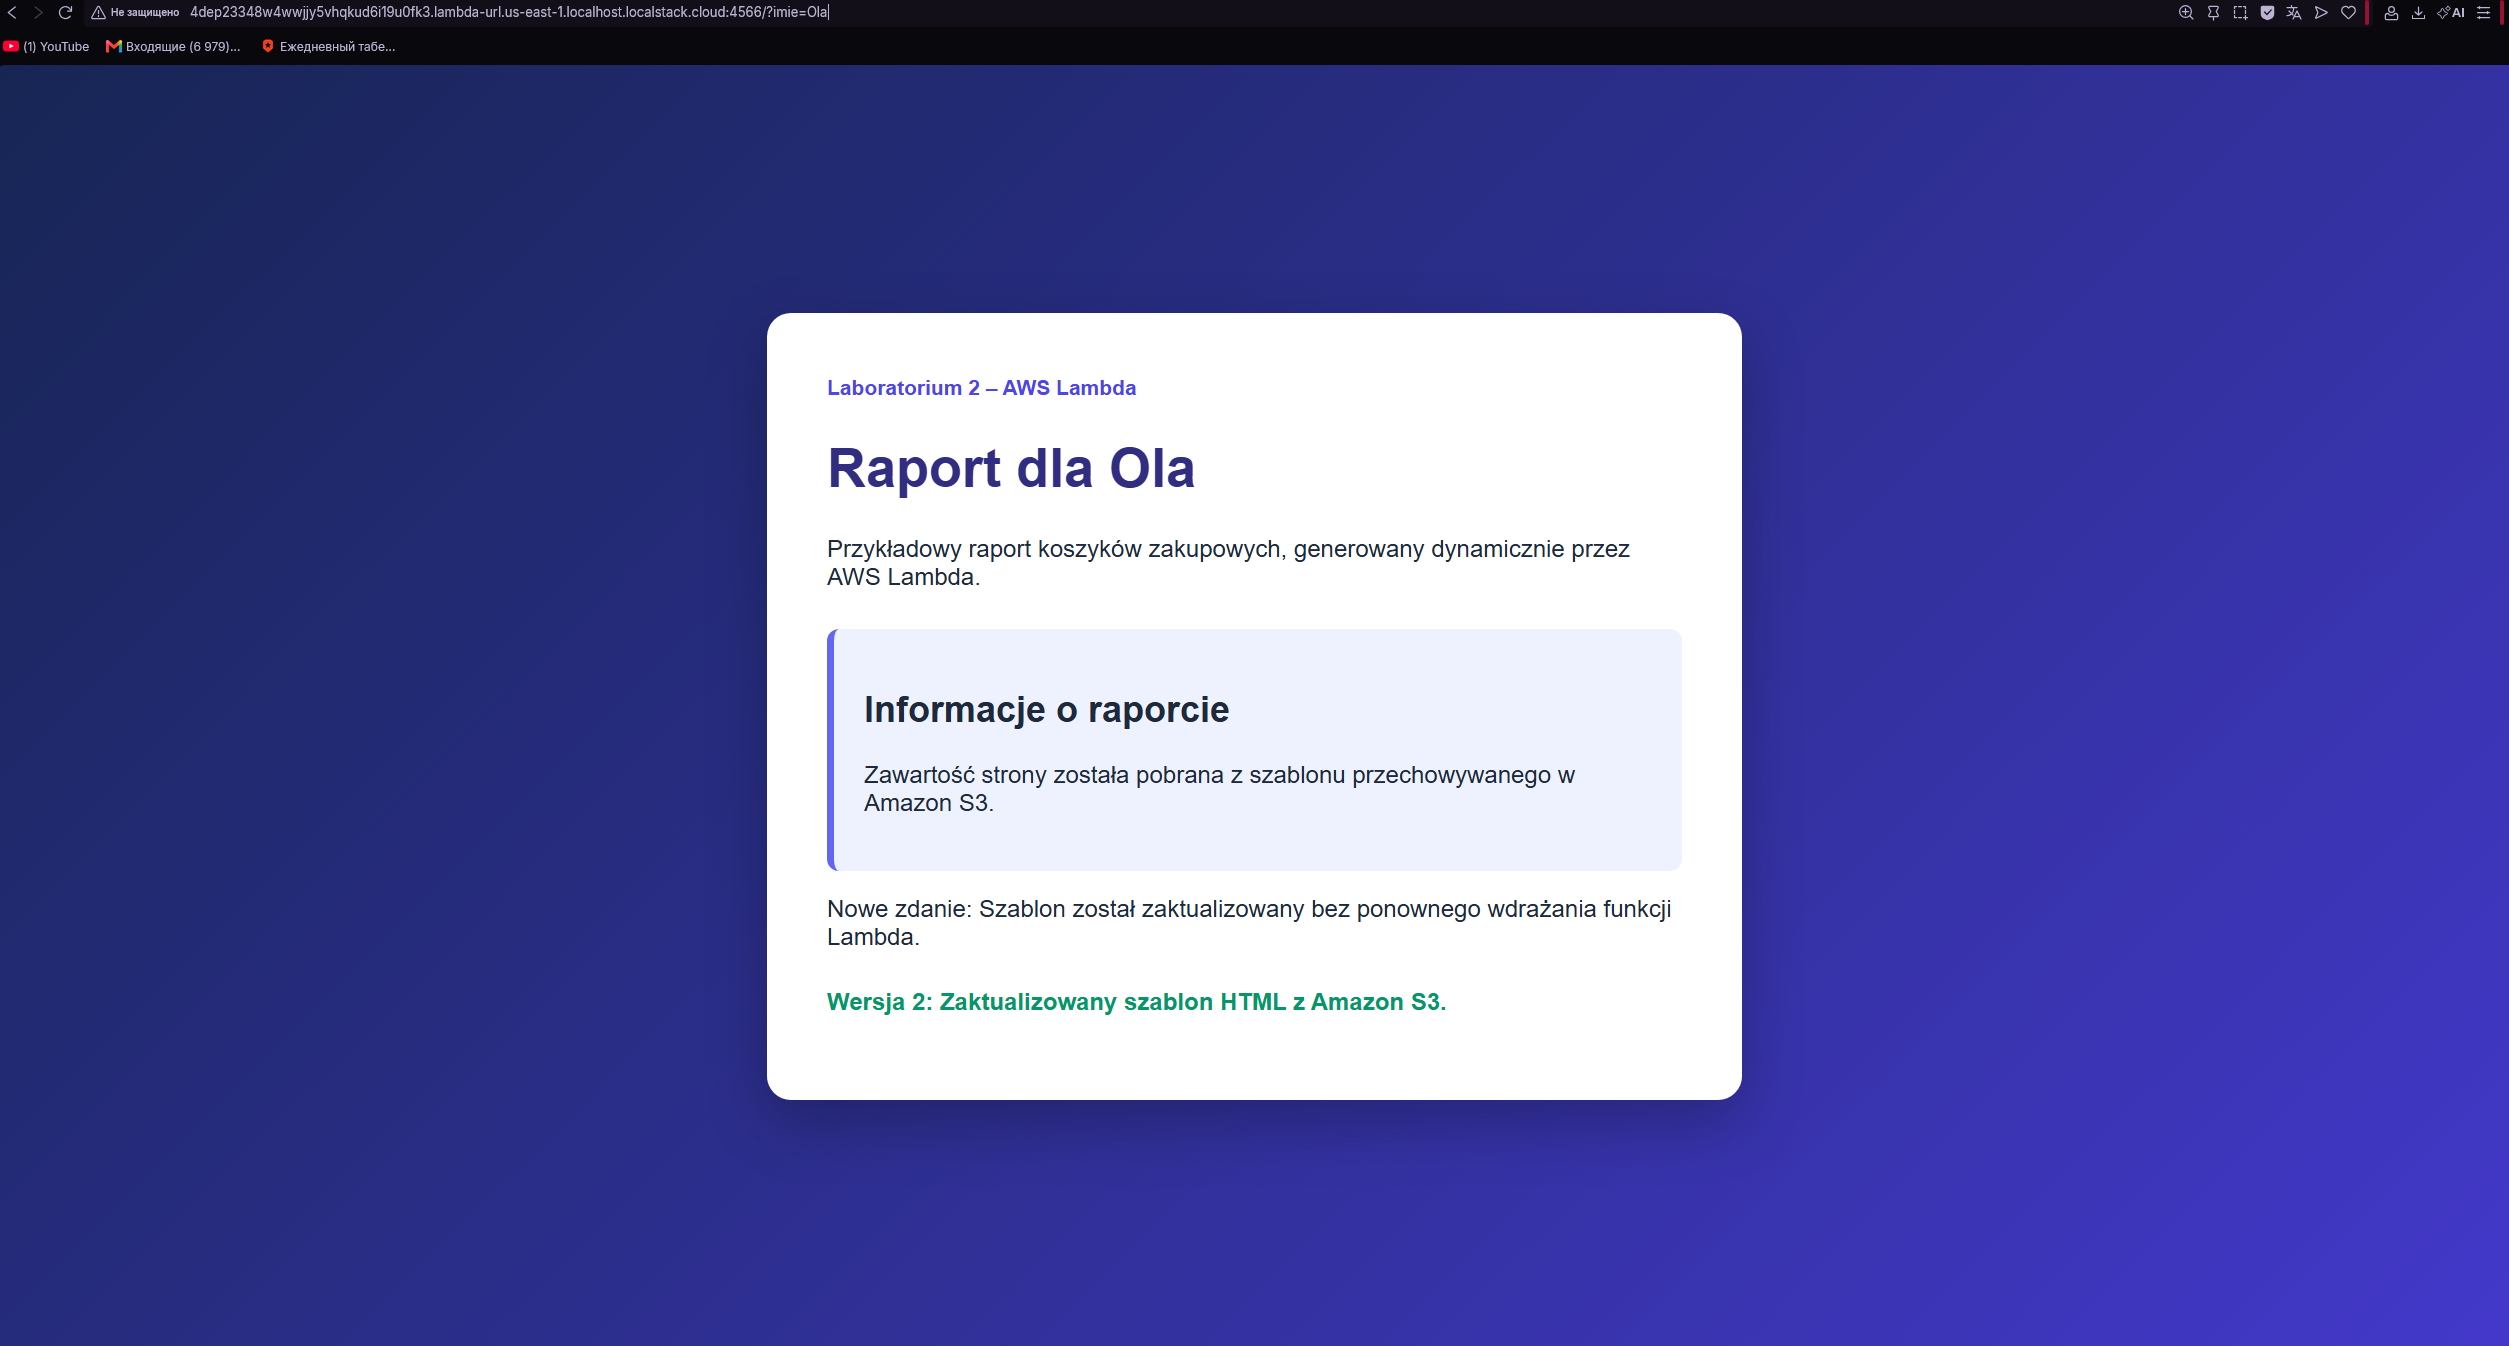 Не защищено 4dep23348w4wwjjy5vhqkud6i19u0fk3.lambda-url.us-east-1.localhost.localstack.cloud:4566/?imie=Ola AI
(1) YouTube Входящие (6 979)... Ежедневный табе...
Laboratorium 2 – AWS Lambda
Raport dla Ola
Przykładowy raport koszyków zakupowych, generowany dynamicznie przez
AWS Lambda.
Informacje o raporcie
Zawartość strony została pobrana z szablonu przechowywanego w
Amazon S3.
Nowe zdanie: Szablon został zaktualizowany bez ponownego wdrażania funkcji
Lambda.
Wersja 2: Zaktualizowany szablon HTML z Amazon S3.